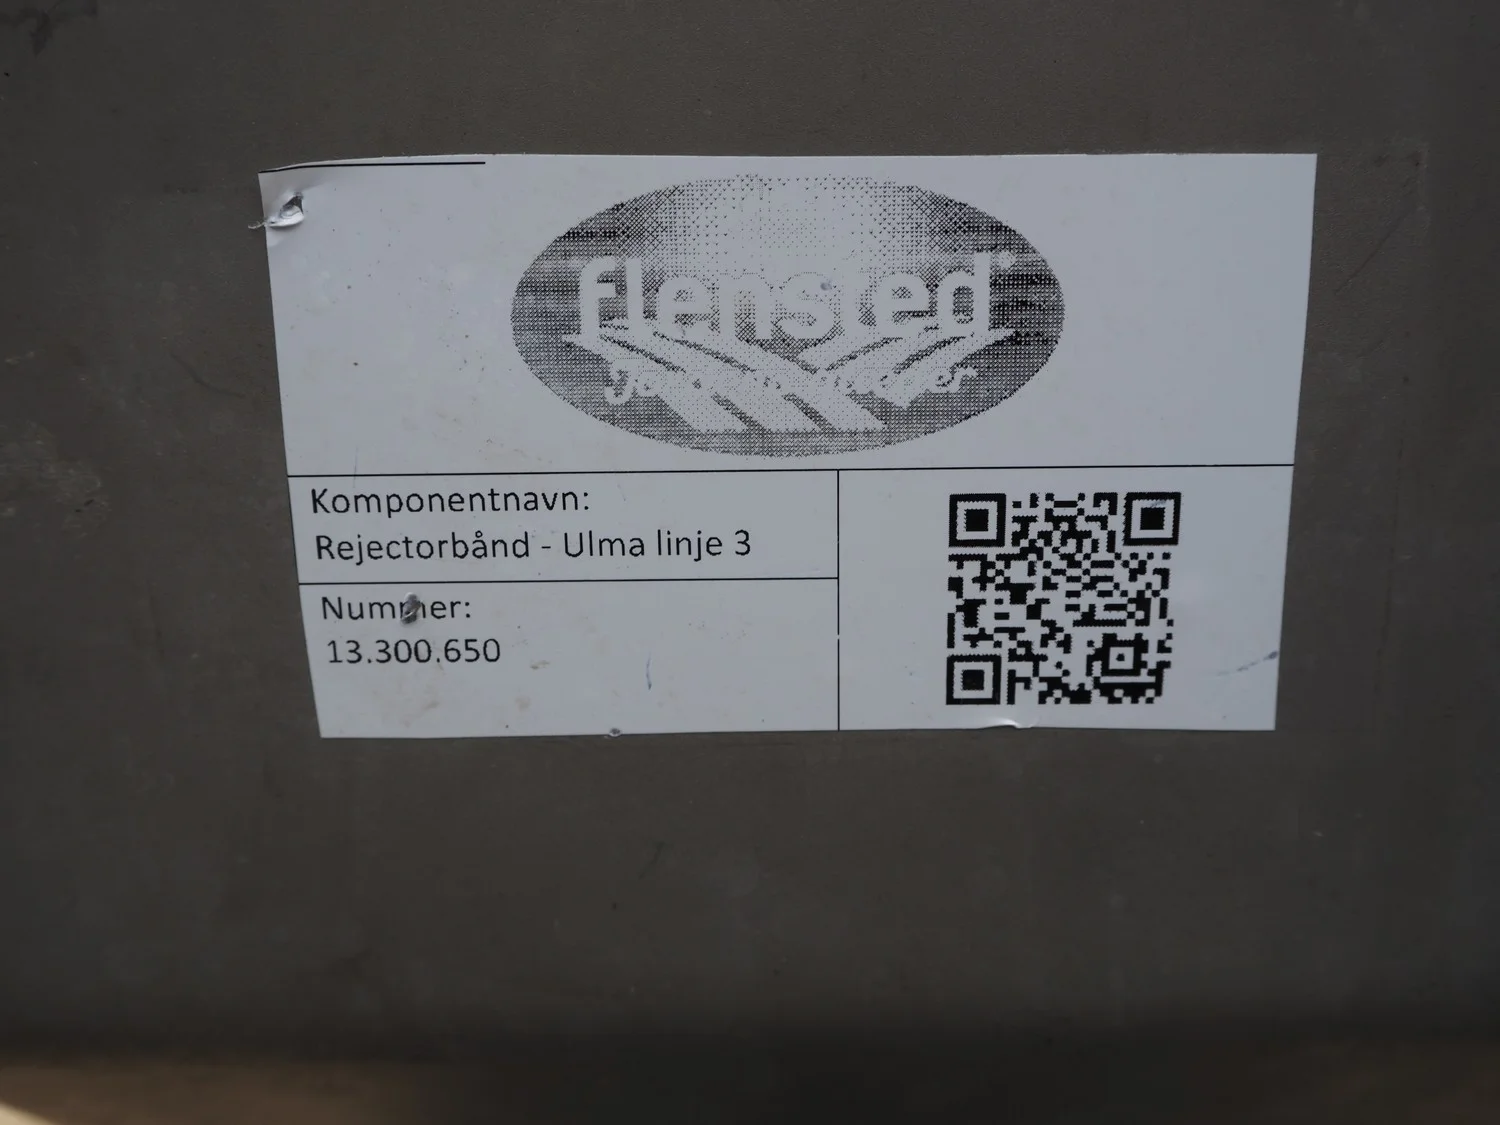 flensted
Komponentnavn:
Rejectorbånd - Ulma linje 3
Nummer:
13.300.650